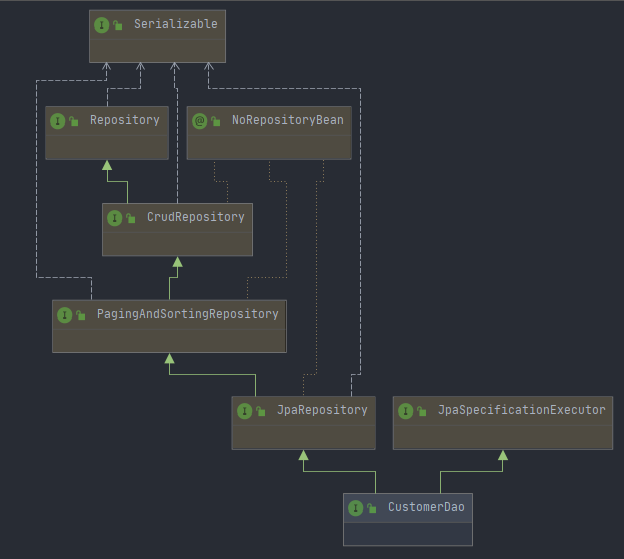 Serializable
Repository
NoRepositoryBean
CrudRepository
PagingAndSortingRepository
JpaRepository
JpaSpecificationExecutor
CustomerDao